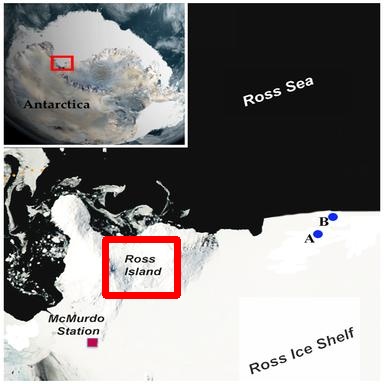 Antarctica
Ross Sea
B
A
Ross
Island
McMurdo
Station
Ross Ice Shelf